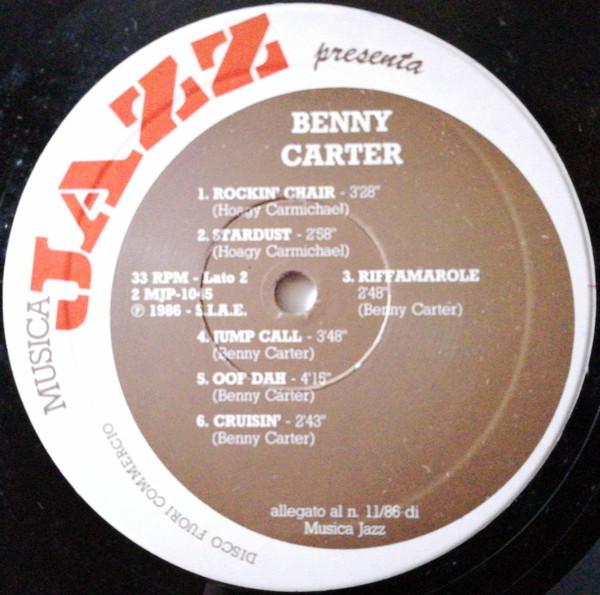 MUSICA
JAZZ
presenta
BENNY
CARTER
1. ROCKIN' CHAIR - 3'28"
(Hoagy Carmichael)
2. STARDUST - 2'58"
(Hoagy Carmichael)
33 RPM - Lato 2
2 MJP-1045
℗ 1986 - S.I.A.E.
3. RIFFAMAROLE
2'48"
(Benny Carter)
4. JUMP CALL - 3'48"
(Benny Carter)
5. OOF DAH - 4'15"
(Benny Carter)
6. CRUISIN' - 2'43"
(Benny Carter)
allegato al n. 11/86 di
Musica Jazz
DISCO FUORI COMMERCIO